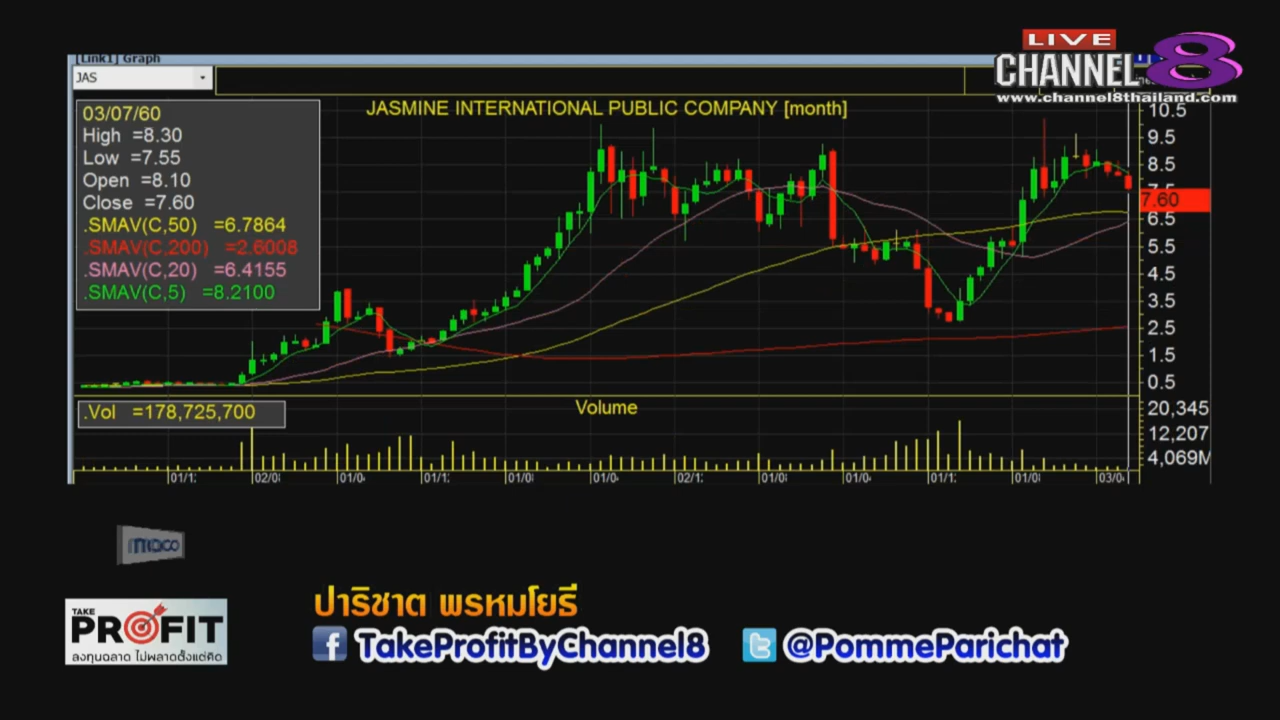 [Link1] Graph
LIVE
CHANNEL 8
www.channel8thailand.com
JAS
JASMINE INTERNATIONAL PUBLIC COMPANY [month]
03/07/60
High =8.30
Low =7.55
Open =8.10
Close =7.60
.SMAV(C,50) =6.7864
.SMAV(C,200) =2.6008
.SMAV(C,20) =6.4155
.SMAV(C,5) =8.2100
10.5
9.5
8.5
7.60
6.5
5.5
4.5
3.5
2.5
1.5
0.5
.Vol =178,725,700
Volume
20,345
12,207
4,069M
maco
TAKE
PROFIT
ลงทุนฉลาด ไม่พลาดตั้งแต่คิด
ปาริชาต พรหมโยธี
TakeProfitByChannel8
@PommeParichat